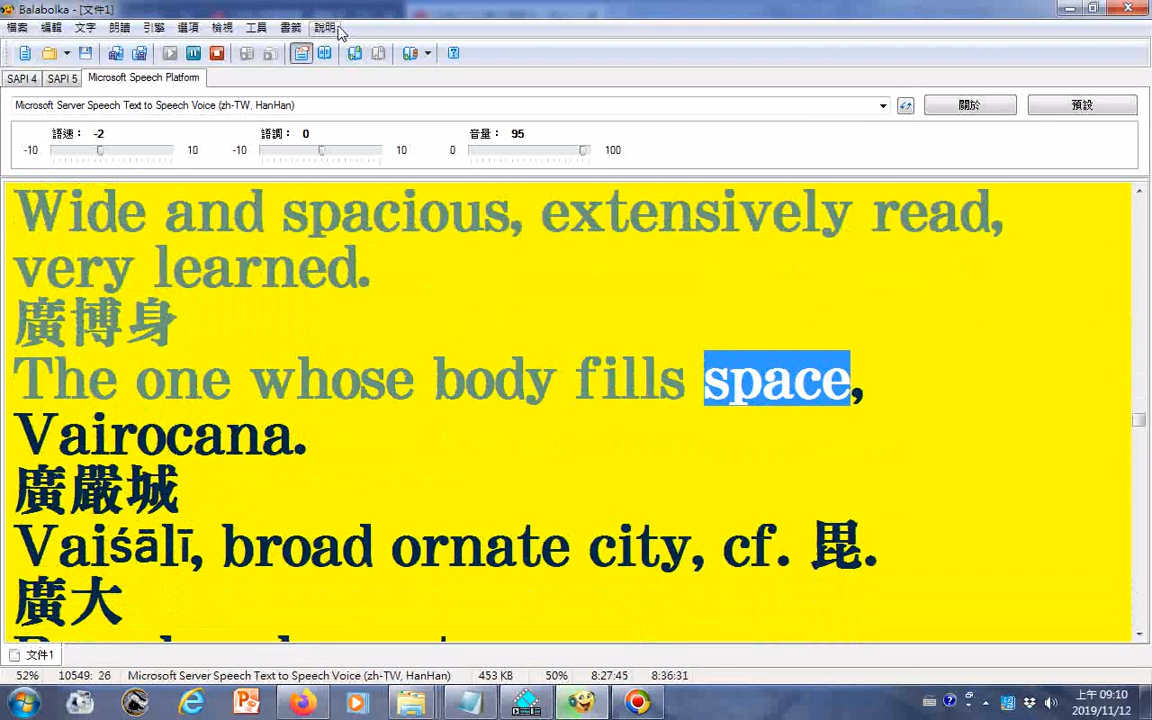 Balabolka - [文件1]
檔案 編輯 文字 朗讀 引擎 選項 檢視 工具 書籤 說明
SAPI 4 SAPI 5 Microsoft Speech Platform
Microsoft Server Speech Text to Speech Voice (zh-TW, HanHan) 關於 預設
語速： -2 語調： 0 音量： 95
-10 10 -10 10 0 100
Wide and spacious, extensively read,
very learned.
廣博身
The one whose body fills space,
Vairocana.
廣嚴城
Vaiśālī, broad ornate city, cf. 毘.
廣大
文件1
52% 10549: 26 Microsoft Server Speech Text to Speech Voice (zh-TW, HanHan) 453 KB 50% 8:27:45 8:36:31
上午 09:10
2019/11/12